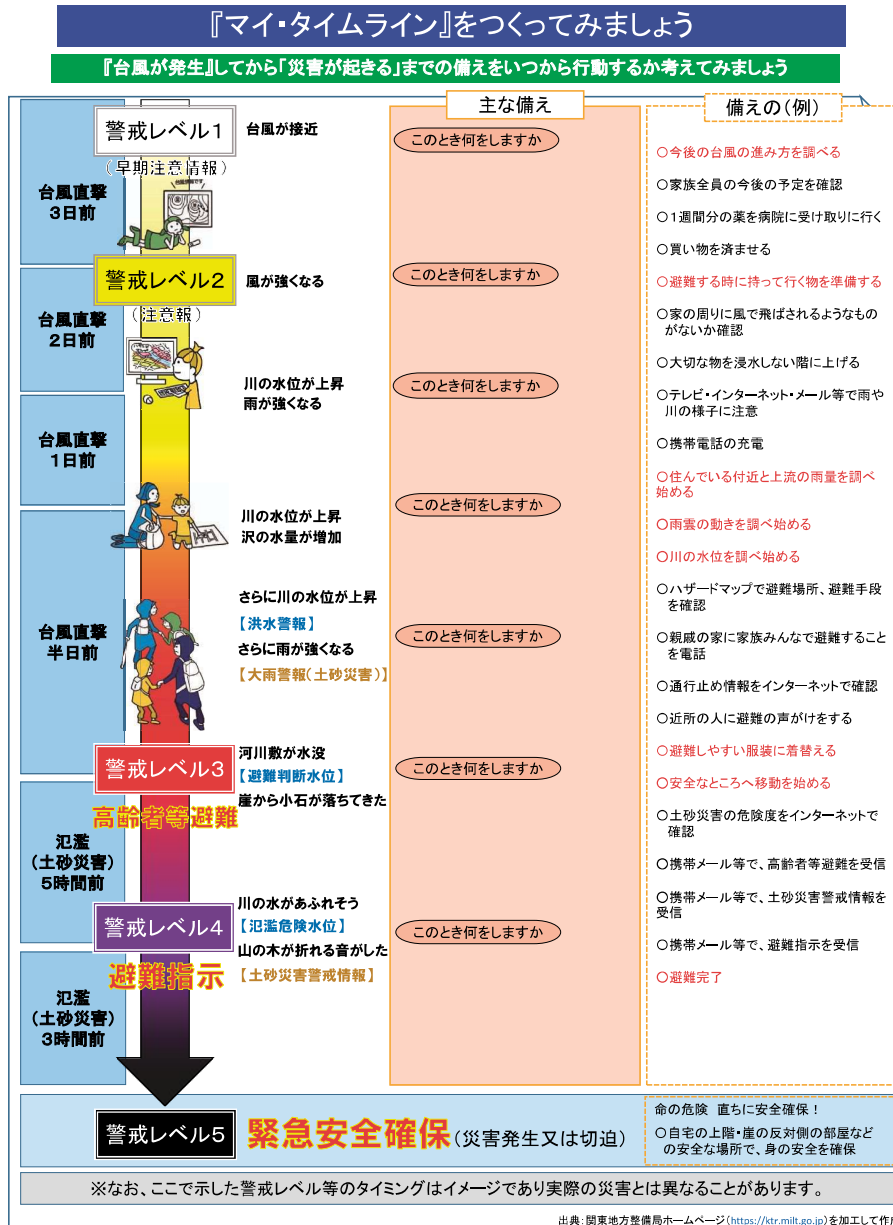 『マイ・タイムライン』をつくってみましょう
『台風が発生』してから「災害が起きる」までの備えをいつから行動するか考えてみましょう
主な備え
備えの（例）
台風直撃
3日前
警戒レベル１
（早期注意情報）
台風が接近
このとき何をしますか
台風直撃
2日前
警戒レベル２
（注意報）
風が強くなる
このとき何をしますか
川の水位が上昇
雨が強くなる
このとき何をしますか
台風直撃
1日前
川の水位が上昇
沢の水量が増加
このとき何をしますか
台風直撃
半日前
さらに川の水位が上昇
【洪水警報】
さらに雨が強くなる
【大雨警報（土砂災害）】
このとき何をしますか
警戒レベル３
高齢者等避難
河川敷が水没
【避難判断水位】
崖から小石が落ちてきた
このとき何をしますか
氾濫
（土砂災害）
5時間前
警戒レベル４
避難指示
川の水があふれそう
【氾濫危険水位】
山の木が折れる音がした
【土砂災害警戒情報】
このとき何をしますか
氾濫
（土砂災害）
3時間前
○今後の台風の進み方を調べる
○家族全員の今後の予定を確認
○１週間分の薬を病院に受け取りに行く
○買い物を済ませる
○避難する時に持って行く物を準備する
○家の周りに風で飛ばされるようなもの
がないか確認
○大切な物を浸水しない階に上げる
○テレビ・インターネット・メール等で雨や
川の様子に注意
○携帯電話の充電
○住んでいる付近と上流の雨量を調べ
始める
○雨雲の動きを調べ始める
○川の水位を調べ始める
○ハザードマップで避難場所、避難手段
を確認
○親戚の家に家族みんなで避難すること
を電話
○通行止め情報をインターネットで確認
○近所の人に避難の声がけをする
○避難しやすい服装に着替える
○安全なところへ移動を始める
○土砂災害の危険度をインターネットで
確認
○携帯メール等で、高齢者等避難を受信
○携帯メール等で、土砂災害警戒情報を
受信
○携帯メール等で、避難指示を受信
○避難完了
警戒レベル５
緊急安全確保（災害発生又は切迫）
命の危険 直ちに安全確保！
○自宅の上階・崖の反対側の部屋など
の安全な場所で、身の安全を確保
※なお、ここで示した警戒レベル等のタイミングはイメージであり実際の災害とは異なることがあります。
出典：関東地方整備局ホームページ（https://ktr.milt.go.jp）を加工して作成